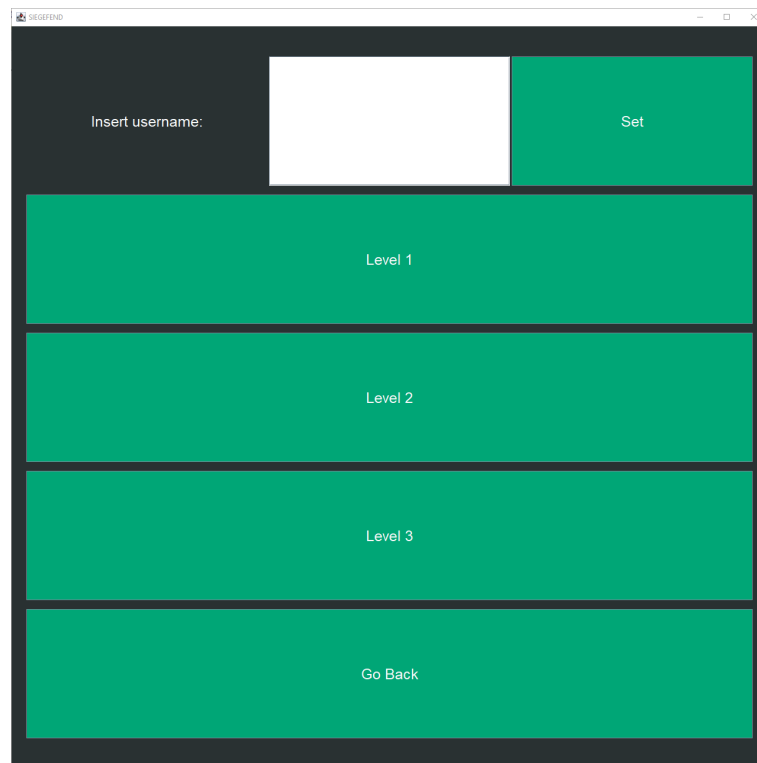 SIEGEFEND
Insert username:
Set
Level 1
Level 2
Level 3
Go Back